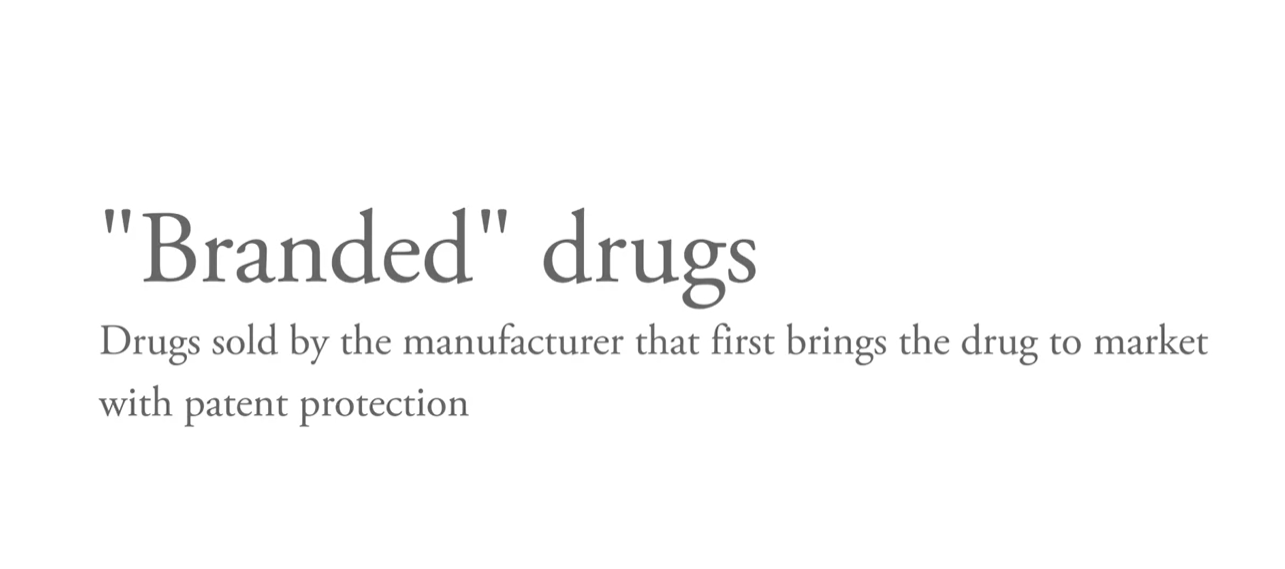 "Branded" drugs
Drugs sold by the manufacturer that first brings the drug to market
with patent protection